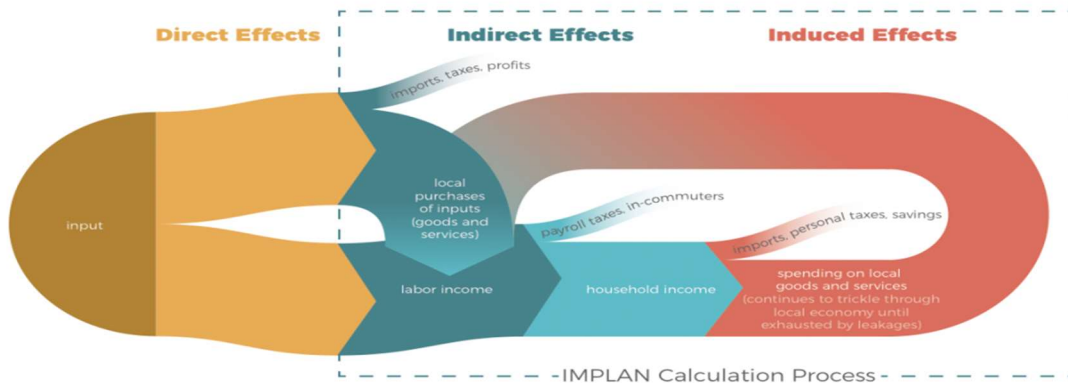 Direct Effects
Indirect Effects
Induced Effects
imports, taxes, profits
input
local
purchases
of inputs
(goods and
services)
payroll taxes, in-commuters
imports, personal taxes, savings
labor income
household income
spending on local
goods and services
(continues to trickle through
local economy until
exhausted by leakages)
IMPLAN Calculation Process